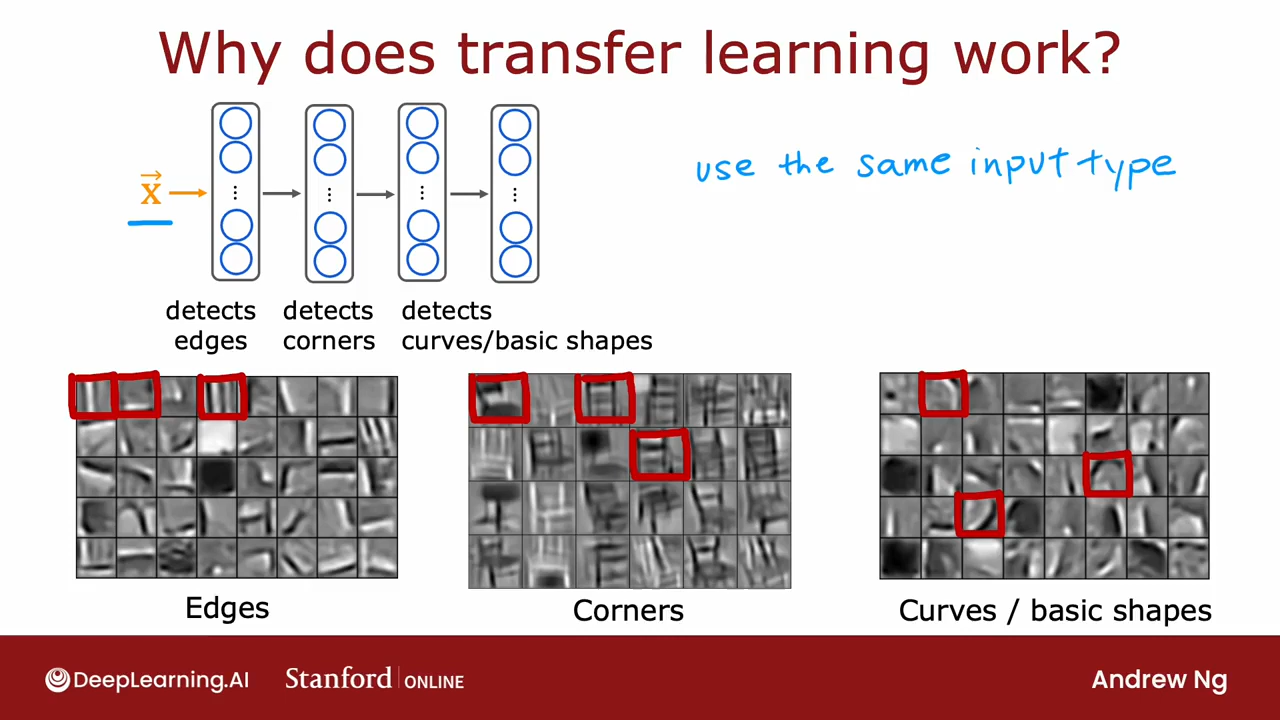 Why does transfer learning work?
x⃗
use the same input type
detects edges
detects corners
detects curves/basic shapes
Edges
Corners
Curves / basic shapes
DeepLearning.AI
Stanford | ONLINE
Andrew Ng